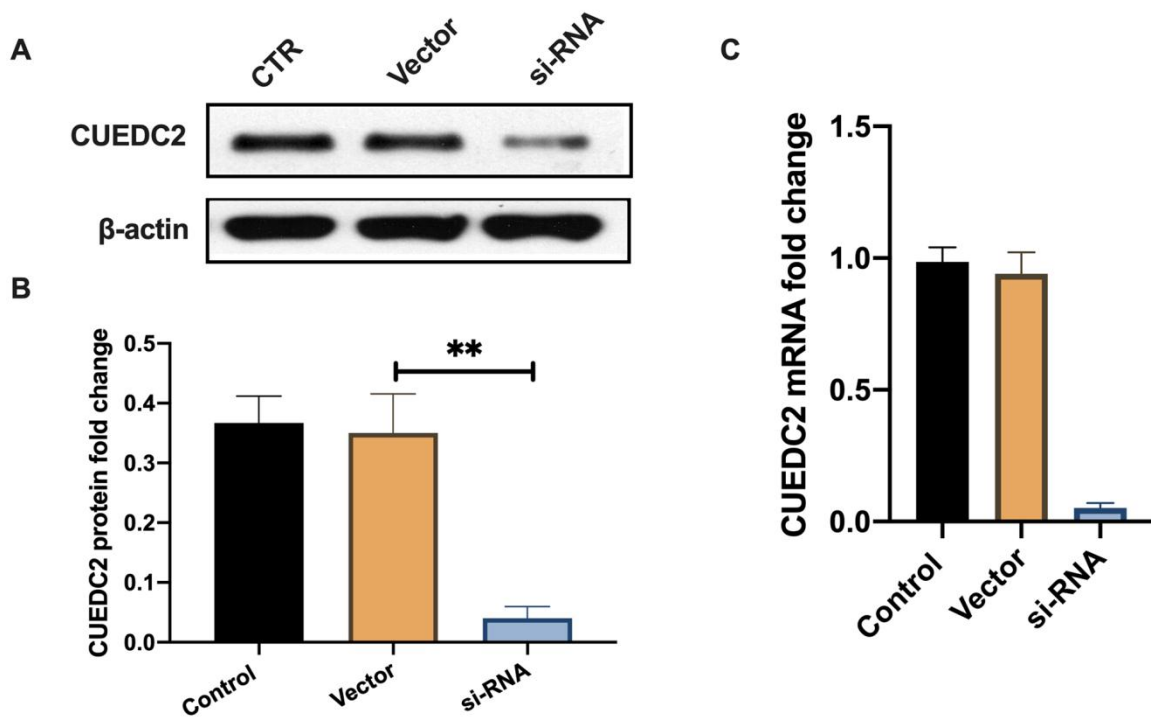 A
CTR
Vector
si-RNA
CUEDC2
β-actin
B
CUEDC2 protein fold change
0.5
0.4
0.3
0.2
0.1
0.0
**
Control
Vector
si-RNA
C
CUEDC2 mRNA fold change
1.5
1.0
0.5
0.0
Control
Vector
si-RNA